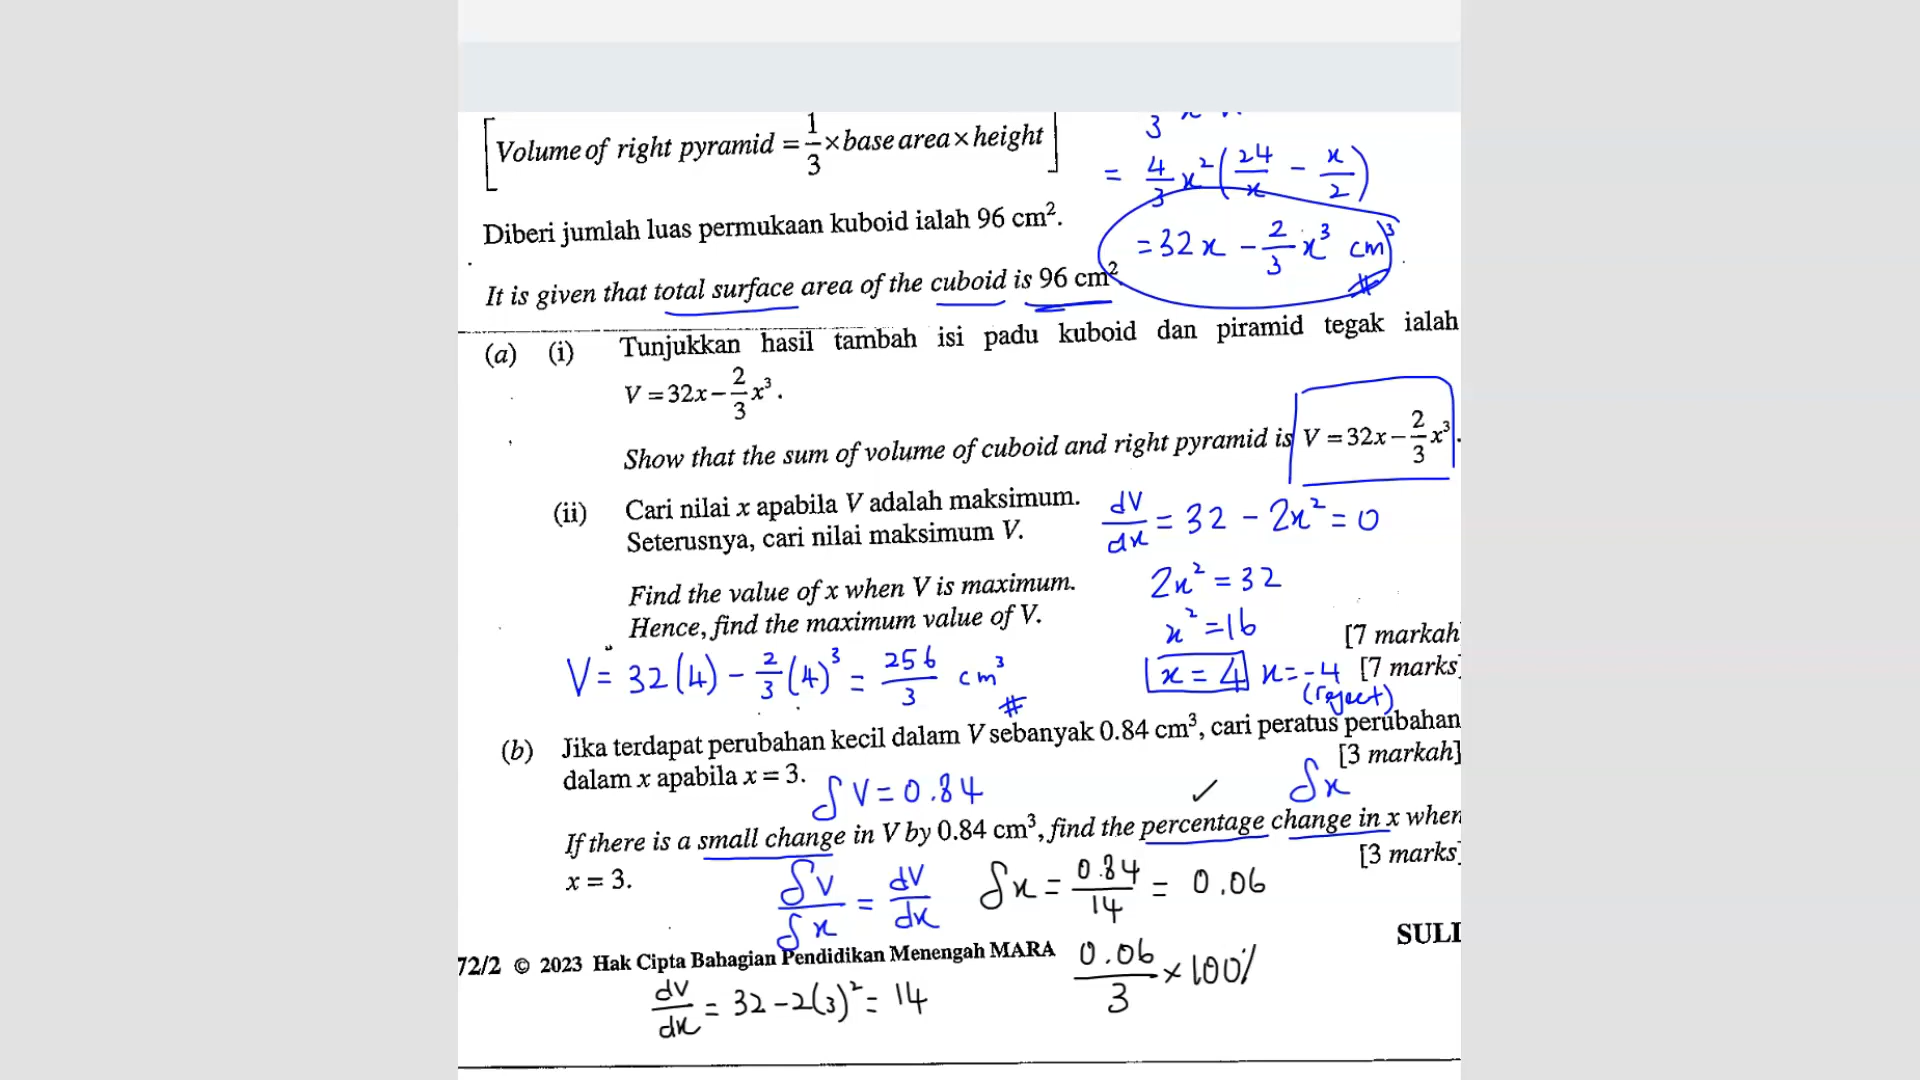 [Volume of right pyramid = 1/3 × base area × height]
3
= 4/3 x² (24/x - x/2)
Diberi jumlah luas permukaan kuboid ialah 96 cm².
= 32x - 2/3 x³ cm³ #
It is given that total surface area of the cuboid is 96 cm².
(a) (i) Tunjukkan hasil tambah isi padu kuboid dan piramid tegak ialah
V = 32x - 2/3 x³.
Show that the sum of volume of cuboid and right pyramid is V = 32x - 2/3 x³.
(ii) Cari nilai x apabila V adalah maksimum.
Seterusnya, cari nilai maksimum V.
dV/dx = 32 - 2x² = 0
Find the value of x when V is maximum.
Hence, find the maximum value of V.
2x² = 32
x² = 16
[7 markah
x = 4 x = -4 (reject)
[7 marks]
V = 32(4) - 2/3 (4)³ = 256/3 cm³ #
(b) Jika terdapat perubahan kecil dalam V sebanyak 0.84 cm³, cari peratus perubahan
dalam x apabila x = 3.
[3 markah]
δV = 0.84 ✓ δx
If there is a small change in V by 0.84 cm³, find the percentage change in x when
x = 3.
[3 marks]
δV/δx = dV/dx δx = 0.84/14 = 0.06
SULI
72/2 © 2023 Hak Cipta Bahagian Pendidikan Menengah MARA
0.06/3 × 100%
dV/dx = 32 - 2(3)² = 14